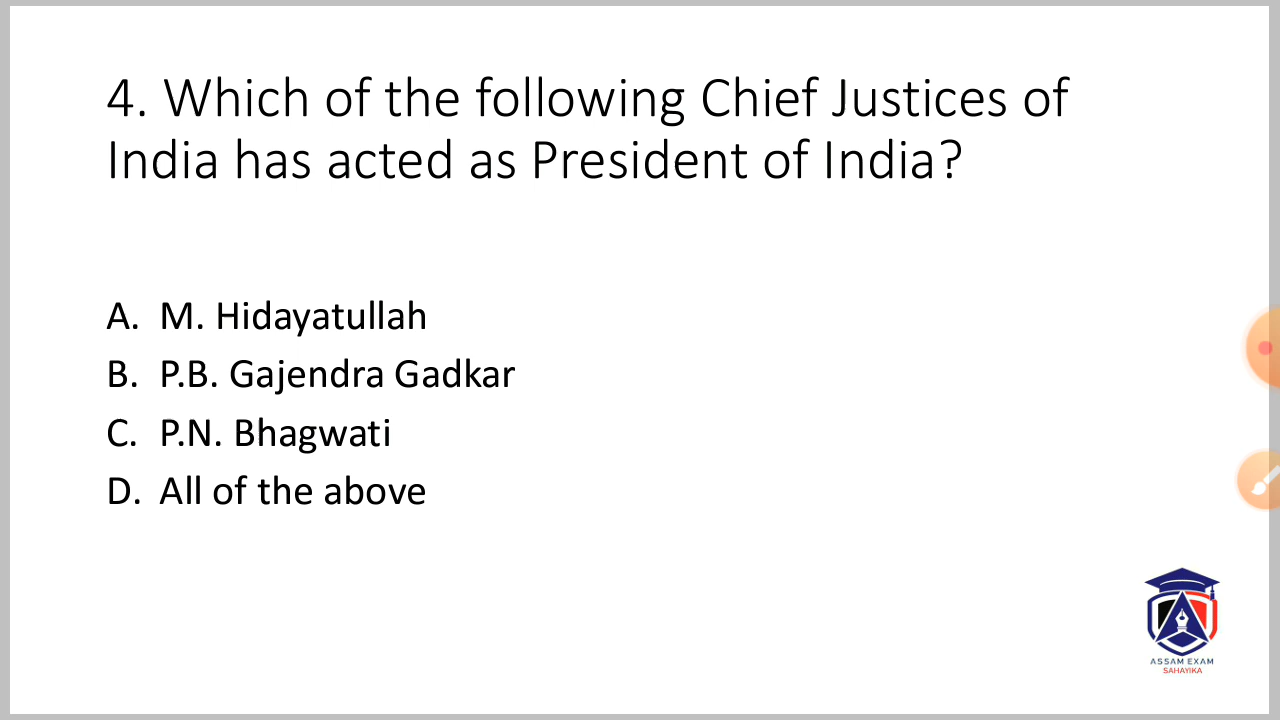 4. Which of the following Chief Justices of
India has acted as President of India?
A. M. Hidayatullah
B. P.B. Gajendra Gadkar
C. P.N. Bhagwati
D. All of the above
ASSAM EXAM
SAHAYIKA